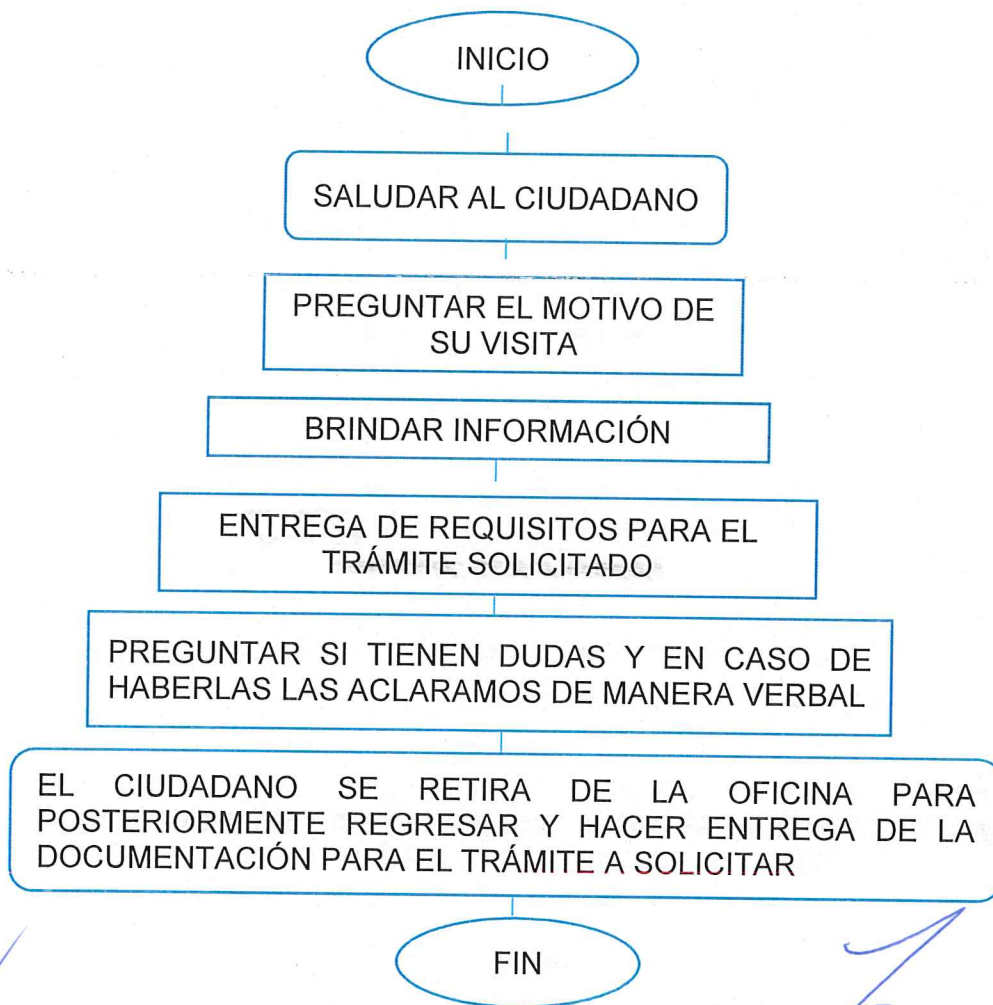 INICIO
SALUDAR AL CIUDADANO
PREGUNTAR EL MOTIVO DE
SU VISITA
BRINDAR INFORMACIÓN
ENTREGA DE REQUISITOS PARA EL
TRÁMITE SOLICITADO
PREGUNTAR SI TIENEN DUDAS Y EN CASO DE
HABERLAS LAS ACLARAMOS DE MANERA VERBAL
EL CIUDADANO SE RETIRA DE LA OFICINA PARA
POSTERIORMENTE REGRESAR Y HACER ENTREGA DE LA
DOCUMENTACIÓN PARA EL TRÁMITE A SOLICITAR
FIN